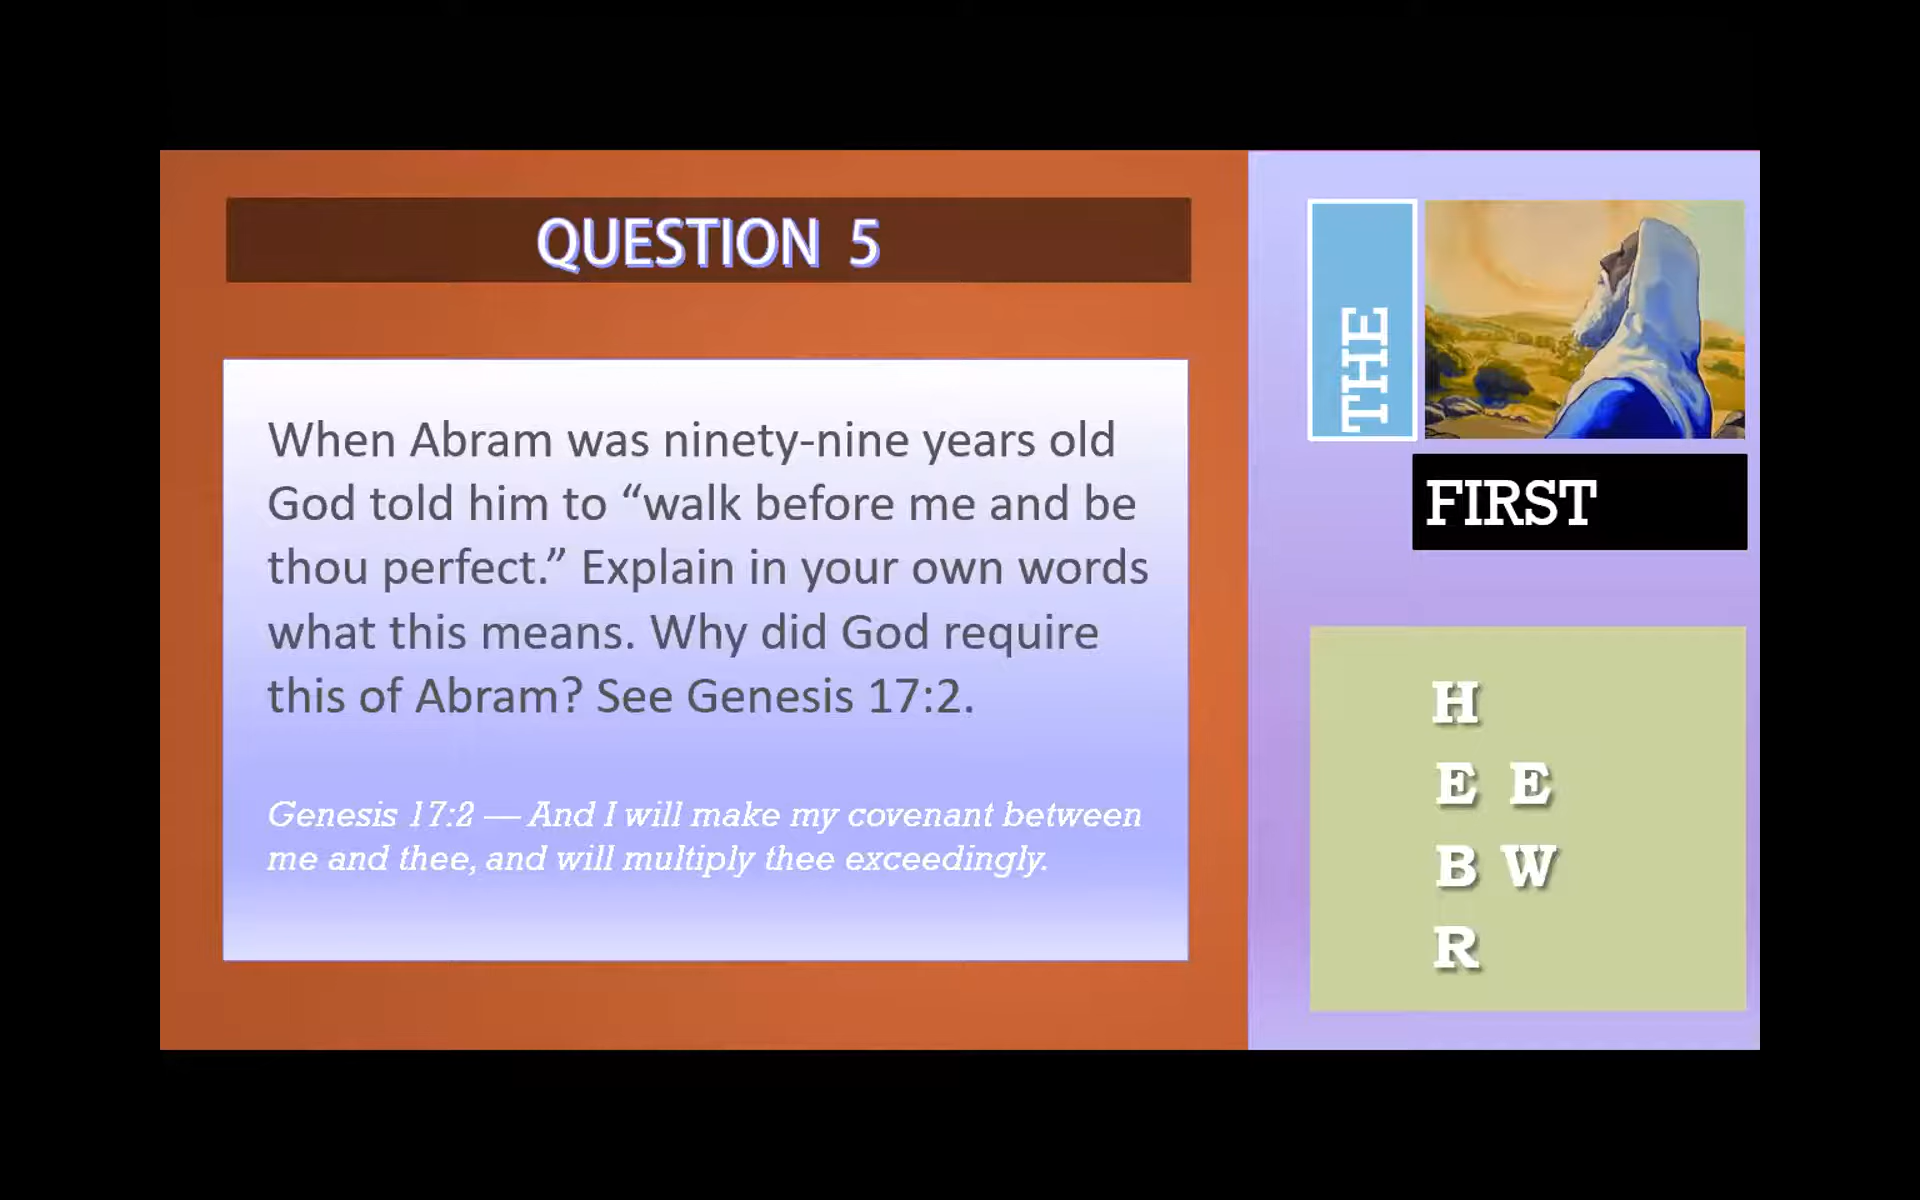 QUESTION 5
When Abram was ninety-nine years old
God told him to “walk before me and be
thou perfect.” Explain in your own words
what this means. Why did God require
this of Abram? See Genesis 17:2.
Genesis 17:2 — And I will make my covenant between
me and thee, and will multiply thee exceedingly.
THE
FIRST
H
E E
B W
R